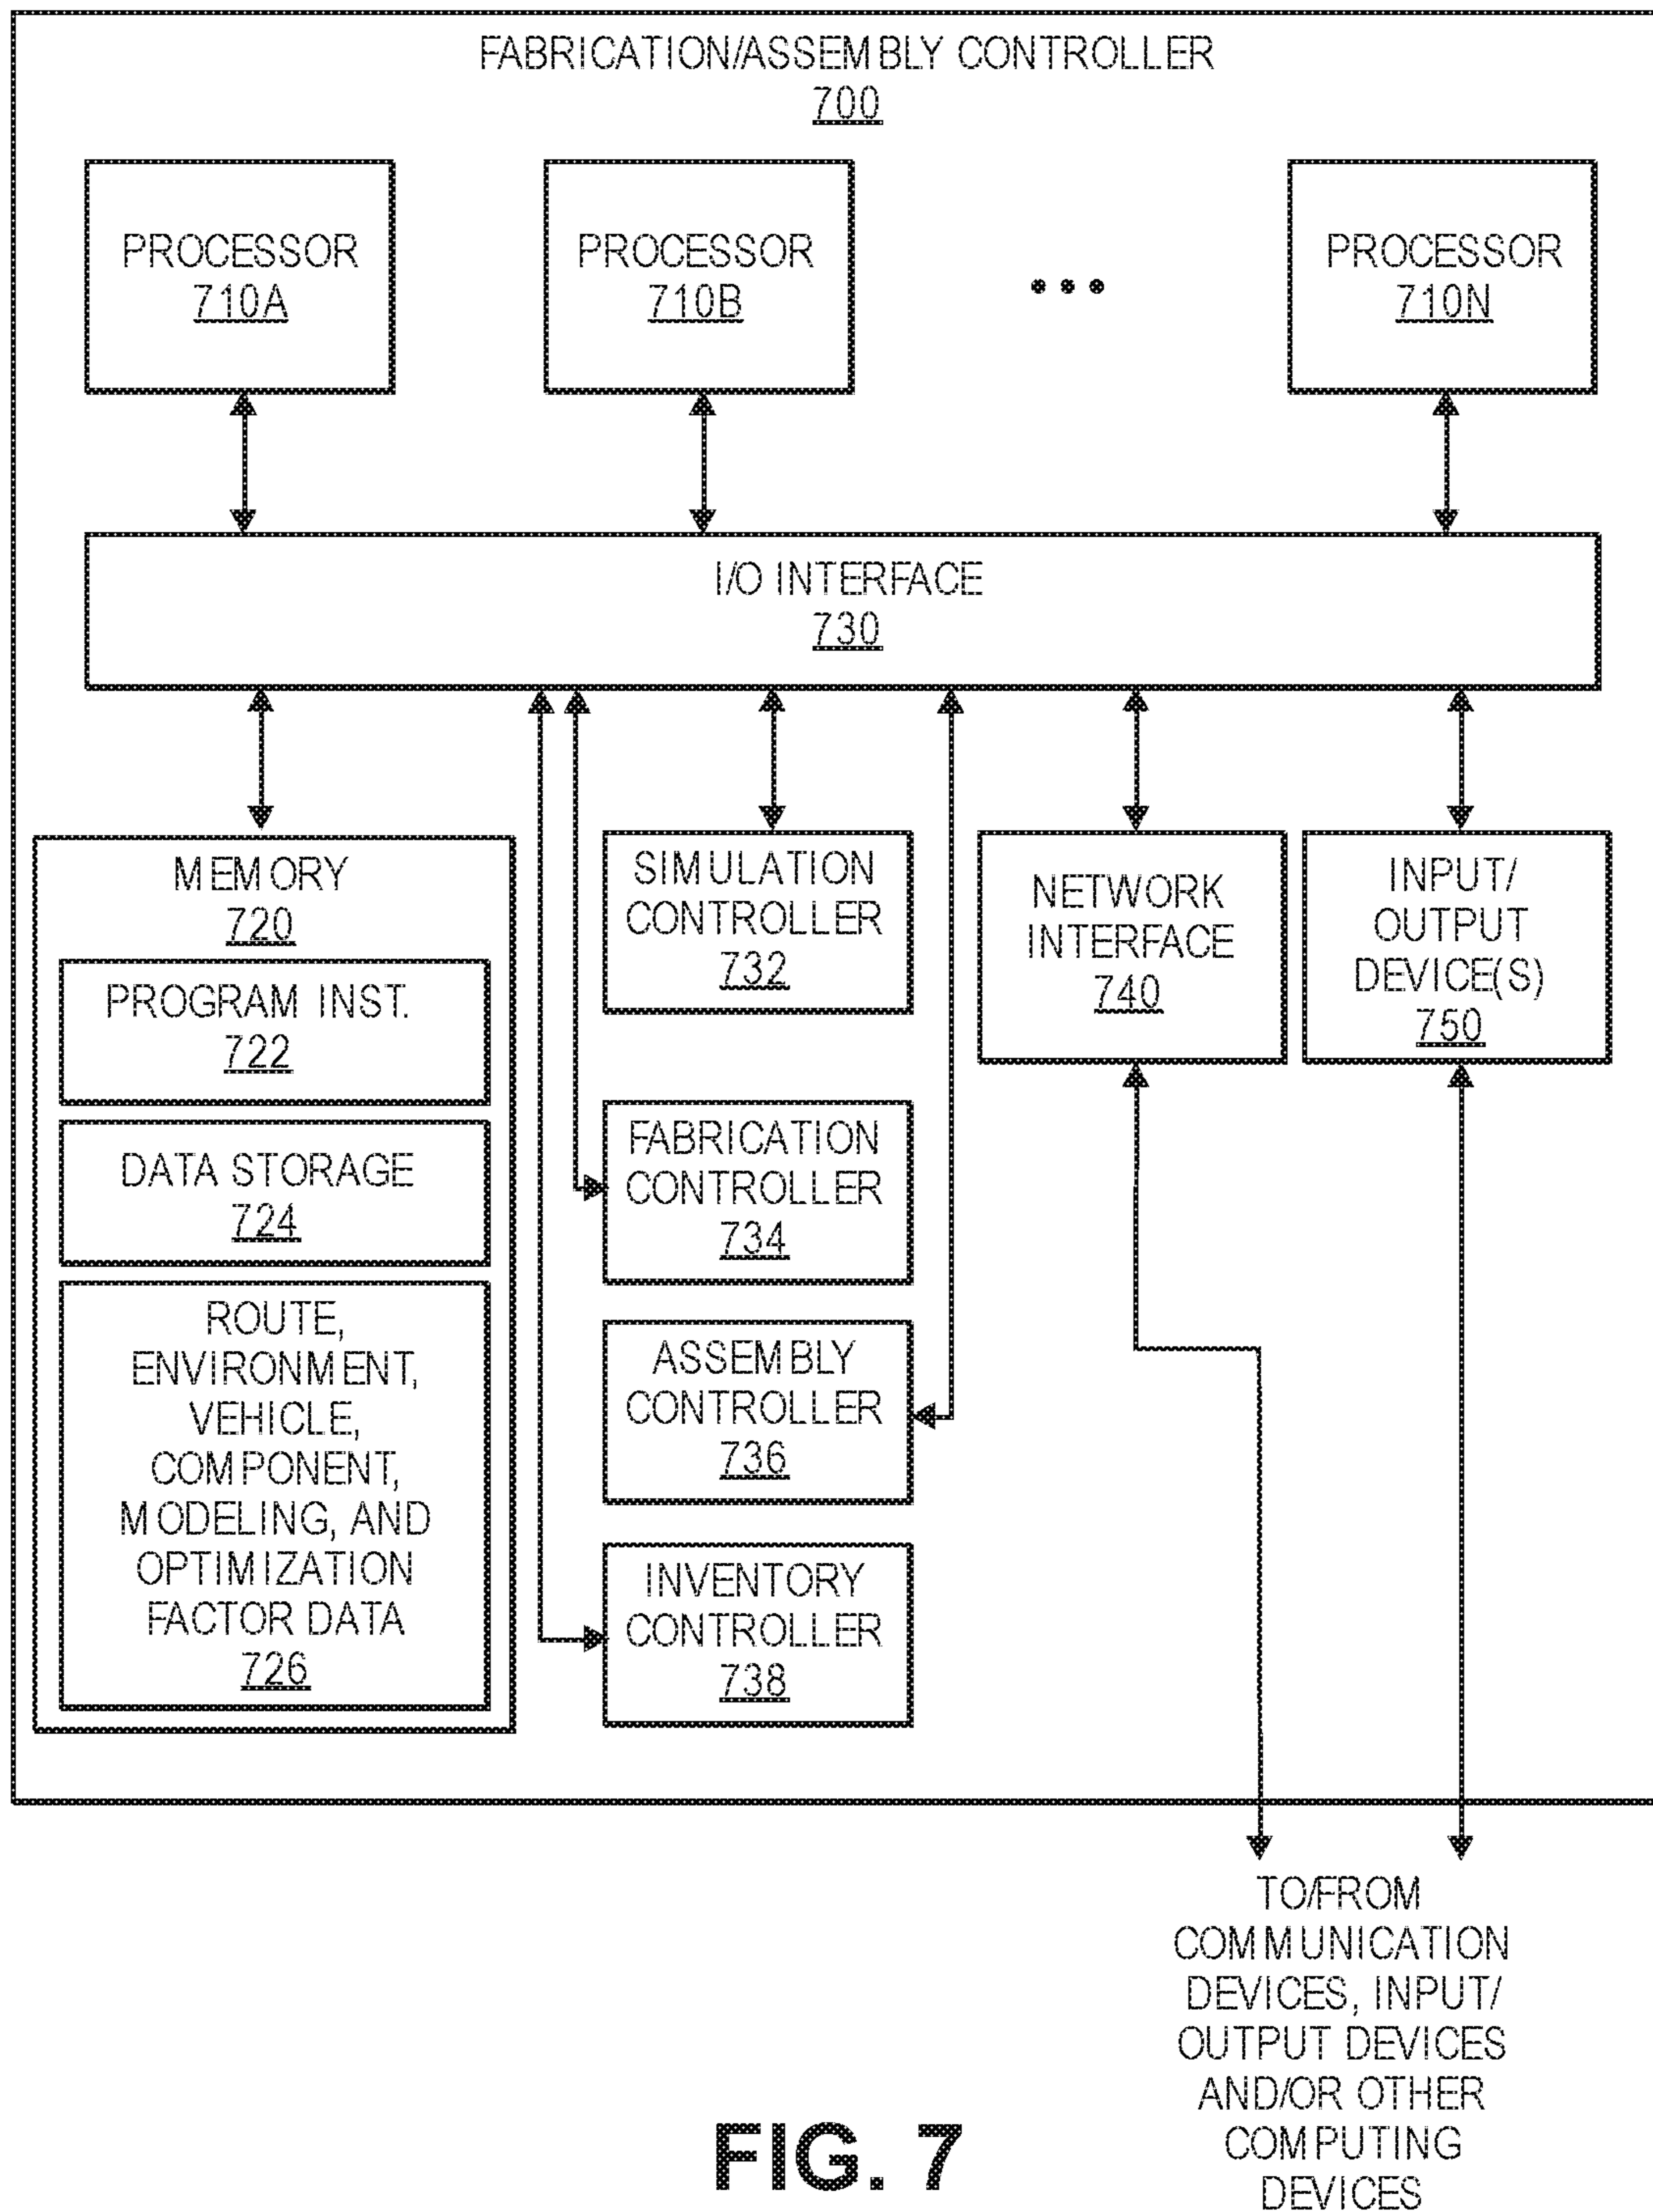 FABRICATION/ASSEMBLY CONTROLLER
700
PROCESSOR
710A
PROCESSOR
710B
PROCESSOR
710N
I/O INTERFACE
730
MEMORY
720
PROGRAM INST.
722
DATA STORAGE
724
ROUTE,
ENVIRONMENT,
VEHICLE,
COMPONENT,
MODELING, AND
OPTIMIZATION
FACTOR DATA
726
SIMULATION
CONTROLLER
732
FABRICATION
CONTROLLER
734
ASSEMBLY
CONTROLLER
736
INVENTORY
CONTROLLER
738
NETWORK
INTERFACE
740
INPUT/
OUTPUT
DEVICE(S)
750
TO/FROM
COMMUNICATION
DEVICES, INPUT/
OUTPUT DEVICES
AND/OR OTHER
COMPUTING
DEVICES
FIG. 7